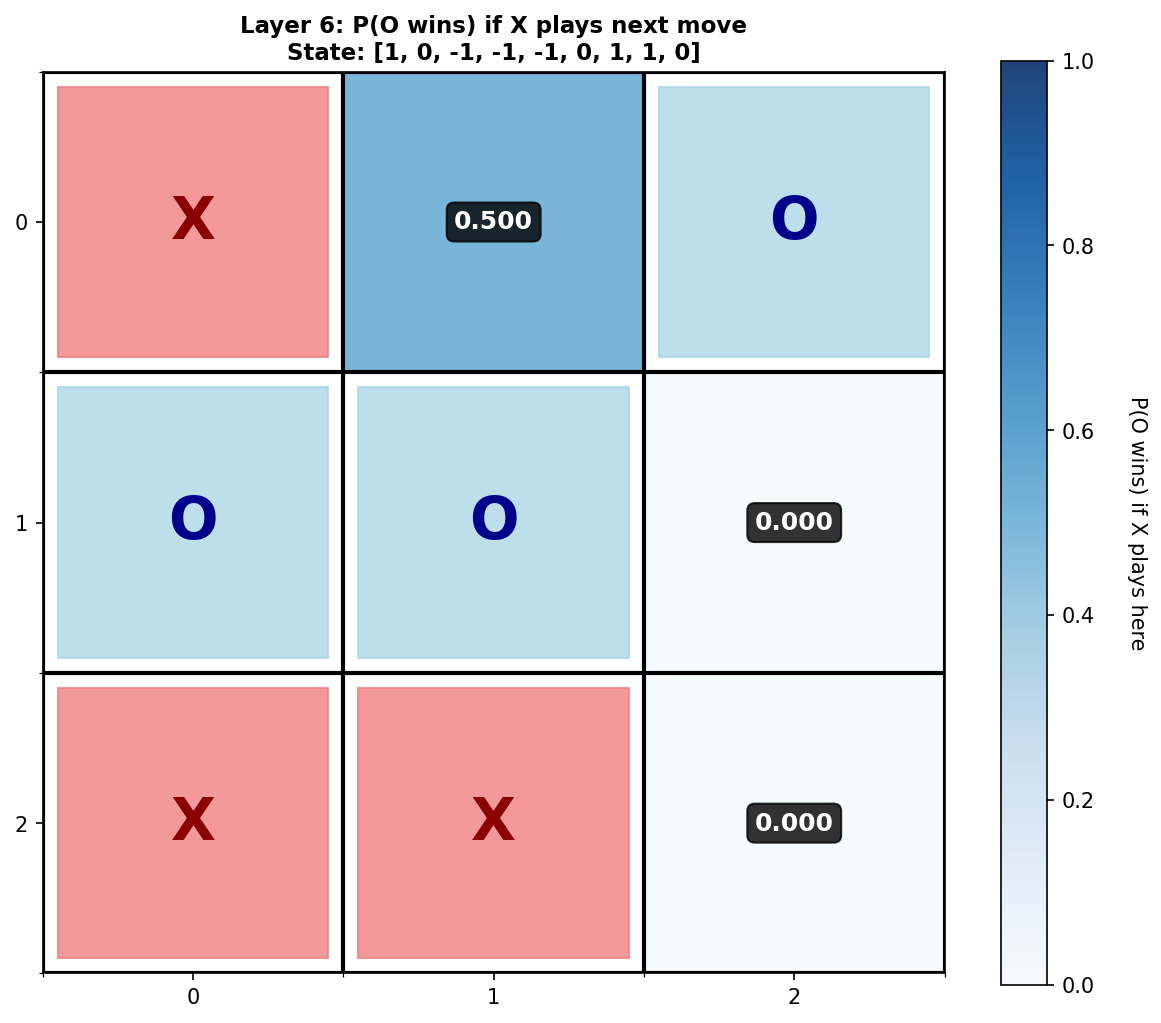 Layer 6: P(O wins) if X plays next move
State: [1, 0, -1, -1, -1, 0, 1, 1, 0]
X
0.500
O
O
O
0.000
X
X
0.000
0
1
2
0
1
2
1.0
0.8
0.6
0.4
0.2
0.0
P(O wins) if X plays here